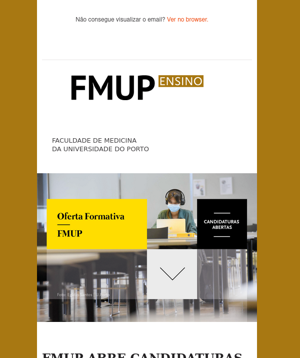 Não consegue visualizar o email? Ver no browser.
FMUP ENSINO
FACULDADE DE MEDICINA
DA UNIVERSIDADE DO PORTO
Oferta Formativa
FMUP
CANDIDATURAS
ABERTAS
FMUP ABRE CANDIDATURAS